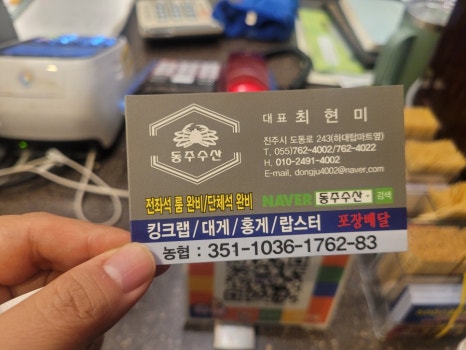 동주수산
대표 최현미
진주시 도동로 243(하대탑마트옆)
T. 055)762-4002/762-4022
H. 010-2491-4002
E-mail, dongju4002@naver.com
전좌석 룸 완비/단체석 완비
NAVER 동주수산 검색
킹크랩/대게/홍게/랍스터 포장배달
농협 : 351-1036-1762-83